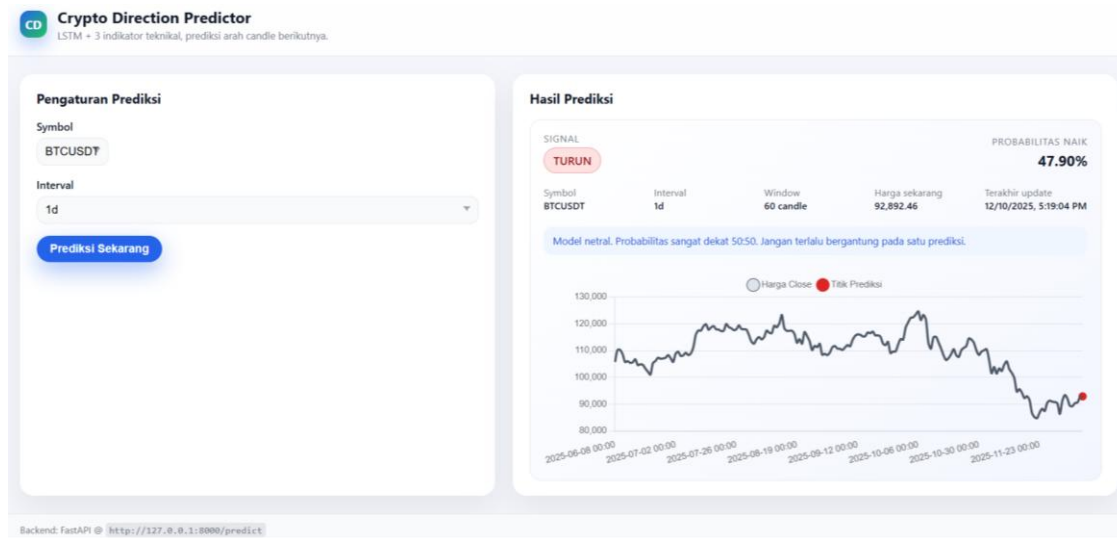 CD
Crypto Direction Predictor
LSTM + 3 indikator teknikal, prediksi arah candle berikutnya.
Pengaturan Prediksi
Symbol
BTCUSDT
Interval
1d
Prediksi Sekarang
Hasil Prediksi
SIGNAL
TURUN
PROBABILITAS NAIK
47.90%
Symbol Interval Window Harga sekarang Terakhir update
BTCUSDT 1d 60 candle 92,892.46 12/10/2025, 5:19:04 PM
Model netral. Probabilitas sangat dekat 50:50. Jangan terlalu bergantung pada satu prediksi.
Harga Close Titik Prediksi
130,000
120,000
110,000
100,000
90,000
80,000
2025-06-08 00:00 2025-07-02 00:00 2025-07-26 00:00 2025-08-19 00:00 2025-09-12 00:00 2025-10-06 00:00 2025-10-30 00:00 2025-11-23 00:00
Backend: FastAPI @ http://127.0.0.1:8000/predict